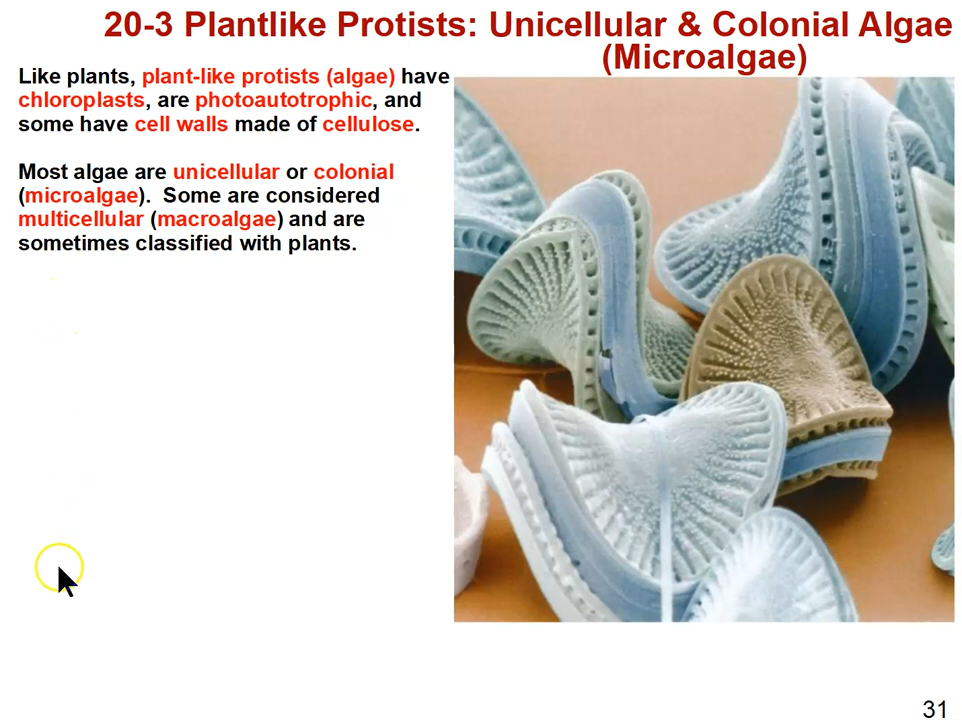 20-3 Plantlike Protists: Unicellular & Colonial Algae
(Microalgae)
Like plants, plant-like protists (algae) have
chloroplasts, are photoautotrophic, and
some have cell walls made of cellulose.
Most algae are unicellular or colonial
(microalgae).  Some are considered
multicellular (macroalgae) and are
sometimes classified with plants.
31